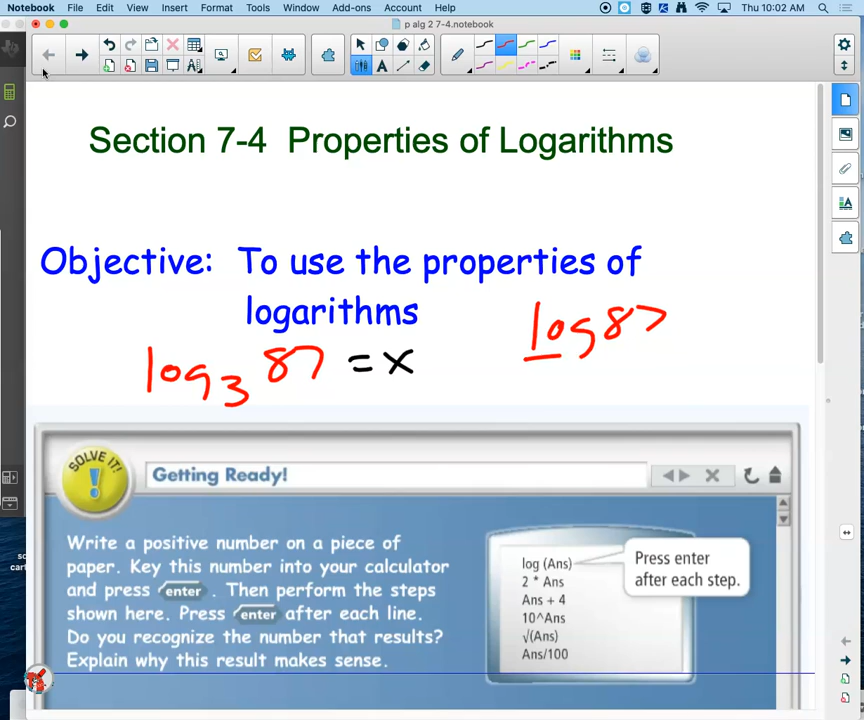 Notebook File Edit View Insert Format Tools Window Add-ons Account Help Thu 10:02 AM
p alg 2 7-4.notebook
Section 7-4 Properties of Logarithms
Objective: To use the properties of
logarithms
log 87
log₃ 87 = x
SOLVE IT!
Getting Ready!
Write a positive number on a piece of
paper. Key this number into your calculator
and press enter . Then perform the steps
shown here. Press enter after each line.
Do you recognize the number that results?
Explain why this result makes sense.
log (Ans)
2 * Ans
Ans + 4
10^Ans
√(Ans)
Ans/100
Press enter
after each step.